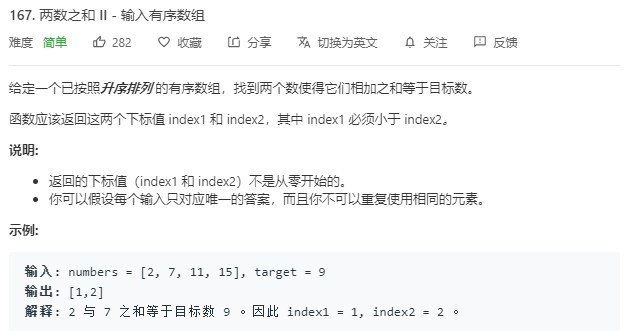 167. 两数之和 II - 输入有序数组
难度 简单 282 收藏 分享 切换为英文 关注 反馈
给定一个已按照升序排列 的有序数组，找到两个数使得它们相加之和等于目标数。
函数应该返回这两个下标值 index1 和 index2，其中 index1 必须小于 index2。
说明:
返回的下标值（index1 和 index2）不是从零开始的。
你可以假设每个输入只对应唯一的答案，而且你不可以重复使用相同的元素。
示例:
输入: numbers = [2, 7, 11, 15], target = 9
输出: [1,2]
解释: 2 与 7 之和等于目标数 9 。因此 index1 = 1, index2 = 2 。